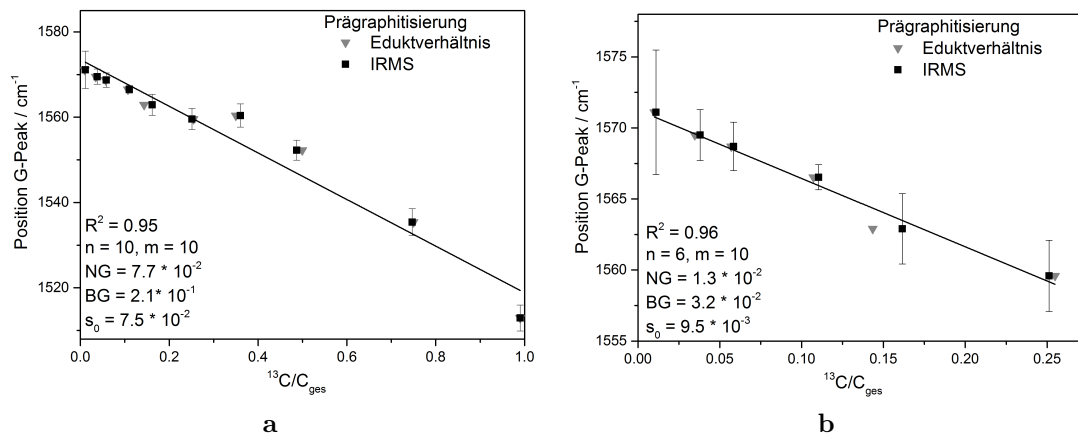 Prägraphitisierung
Eduktverhältnis
IRMS
Position G-Peak / cm⁻¹
1580
1560
1540
1520
R² = 0.95
n = 10, m = 10
NG = 7.7 * 10⁻²
BG = 2.1* 10⁻¹
s₀ = 7.5 * 10⁻²
0.0 0.2 0.4 0.6 0.8 1.0
¹³C/C_ges
a
Prägraphitisierung
Eduktverhältnis
IRMS
Position G-Peak / cm⁻¹
1575
1570
1565
1560
1555
R² = 0.96
n = 6, m = 10
NG = 1.3 * 10⁻²
BG = 3.2 * 10⁻²
s₀ = 9.5 * 10⁻³
0.00 0.05 0.10 0.15 0.20 0.25
¹³C/C_ges
b